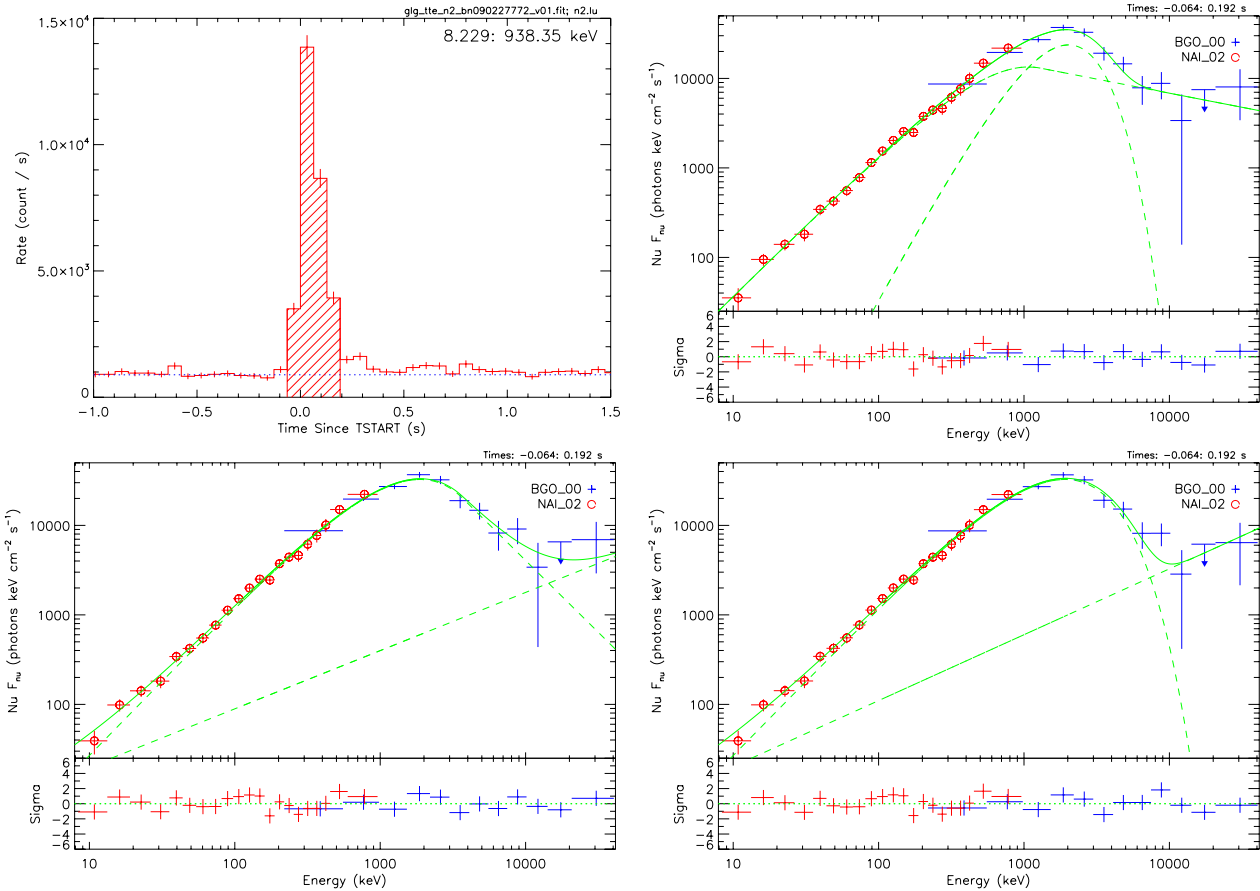 glg_tte_n2_bn090227772_v01.fit; n2.lu
8.229: 938.35 keV
1.5×10⁴
1.0×10⁴
5.0×10³
0
Rate (count / s)
−1.0 −0.5 0.0 0.5 1.0 1.5
Time Since TSTART (s)
Times: −0.064: 0.192 s
BGO_00
NAI_02
10000
1000
100
Nu Fnu (photons keV cm⁻² s⁻¹)
6
4
2
0
−2
−4
−6
Sigma
10 100 1000 10000
Energy (keV)
Times: −0.064: 0.192 s
BGO_00
NAI_02
10000
1000
100
Nu Fnu (photons keV cm⁻² s⁻¹)
6
4
2
0
−2
−4
−6
Sigma
10 100 1000 10000
Energy (keV)
Times: −0.064: 0.192 s
BGO_00
NAI_02
10000
1000
100
Nu Fnu (photons keV cm⁻² s⁻¹)
6
4
2
0
−2
−4
−6
Sigma
10 100 1000 10000
Energy (keV)